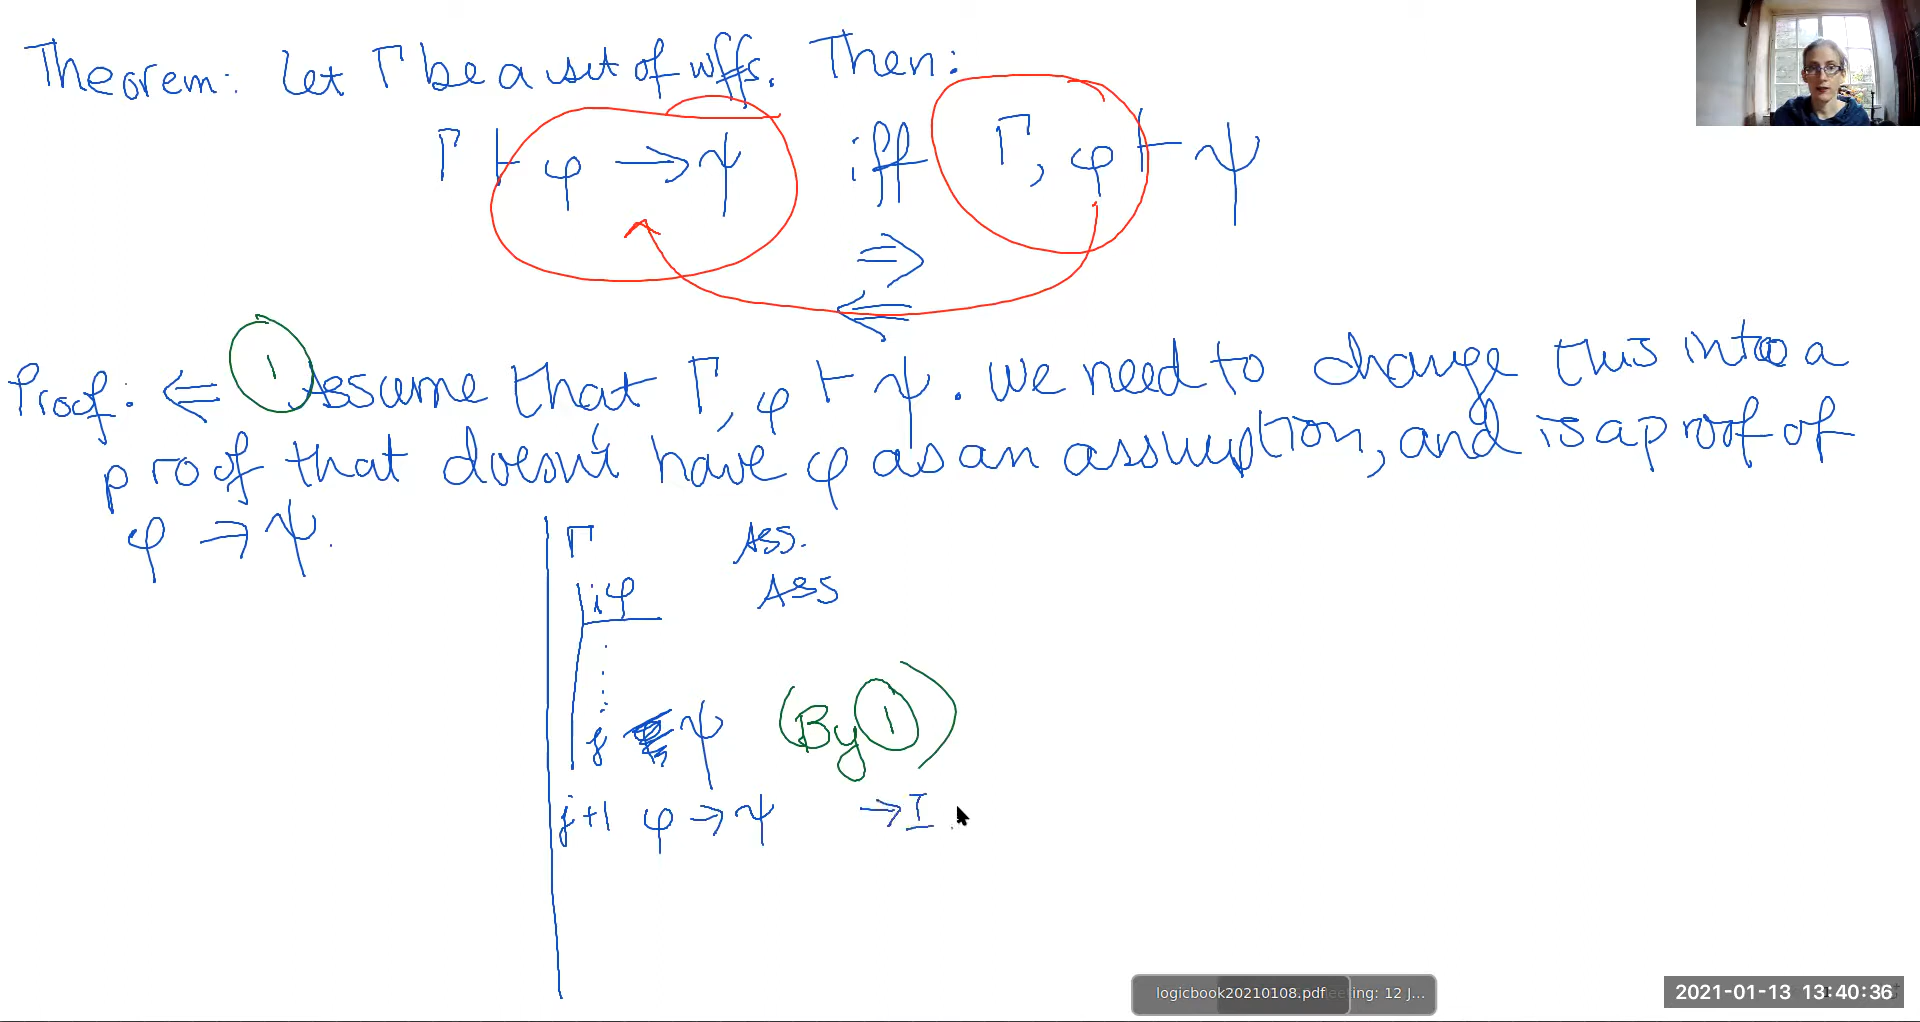 Theorem: Let Γ be a set of wffs. Then:
Γ ⊢ φ → ψ iff Γ, φ ⊢ ψ
⇒
⇐
Proof: ⇐ 1 Assume that Γ, φ ⊢ ψ. We need to change this into a
proof that doesn't have φ as an assumption, and is a proof of
φ → ψ.
Γ Ass.
i φ Ass
j ψ (By 1)
j+1 φ → ψ → I
logicbook20210108.pdf eting: 12 J...
2021-01-13 13:40:36